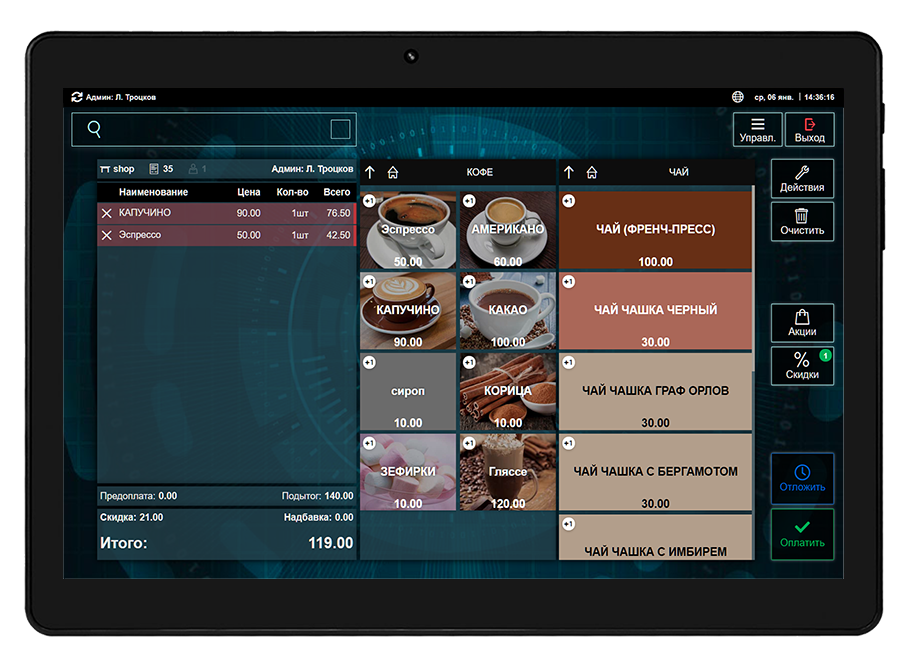 Админ: Л. Троцков
ср, 06 янв. | 14:36:16
Управл.
Выход
shop 35 1 Админ: Л. Троцков
Наименование Цена Кол-во Всего
КАПУЧИНО 90.00 1шт 76.50
Эспрессо 50.00 1шт 42.50
Предоплата: 0.00 Подытог: 140.00
Скидка: 21.00 Надбавка: 0.00
Итого: 119.00
КОФЕ
+1 Эспрессо 50.00
+1 АМЕРИКАНО 60.00
+1 КАПУЧИНО 90.00
+1 КАКАО 100.00
+1 сироп 10.00
+1 КОРИЦА 10.00
+1 ЗЕФИРКИ 10.00
+1 Гляссе 120.00
ЧАЙ
+1 ЧАЙ (ФРЕНЧ-ПРЕСС) 100.00
+1 ЧАЙ ЧАШКА ЧЕРНЫЙ 30.00
+1 ЧАЙ ЧАШКА ГРАФ ОРЛОВ 30.00
+1 ЧАЙ ЧАШКА С БЕРГАМОТОМ 30.00
+1 ЧАЙ ЧАШКА С ИМБИРЕМ
Действия
Очистить
Акции
% 1
Скидки
Отложить
Оплатить